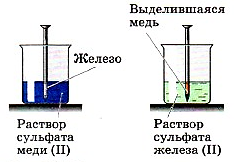 Железо
Раствор
сульфата
меди (II)
Выделившаяся
медь
Раствор
сульфата
железа (II)